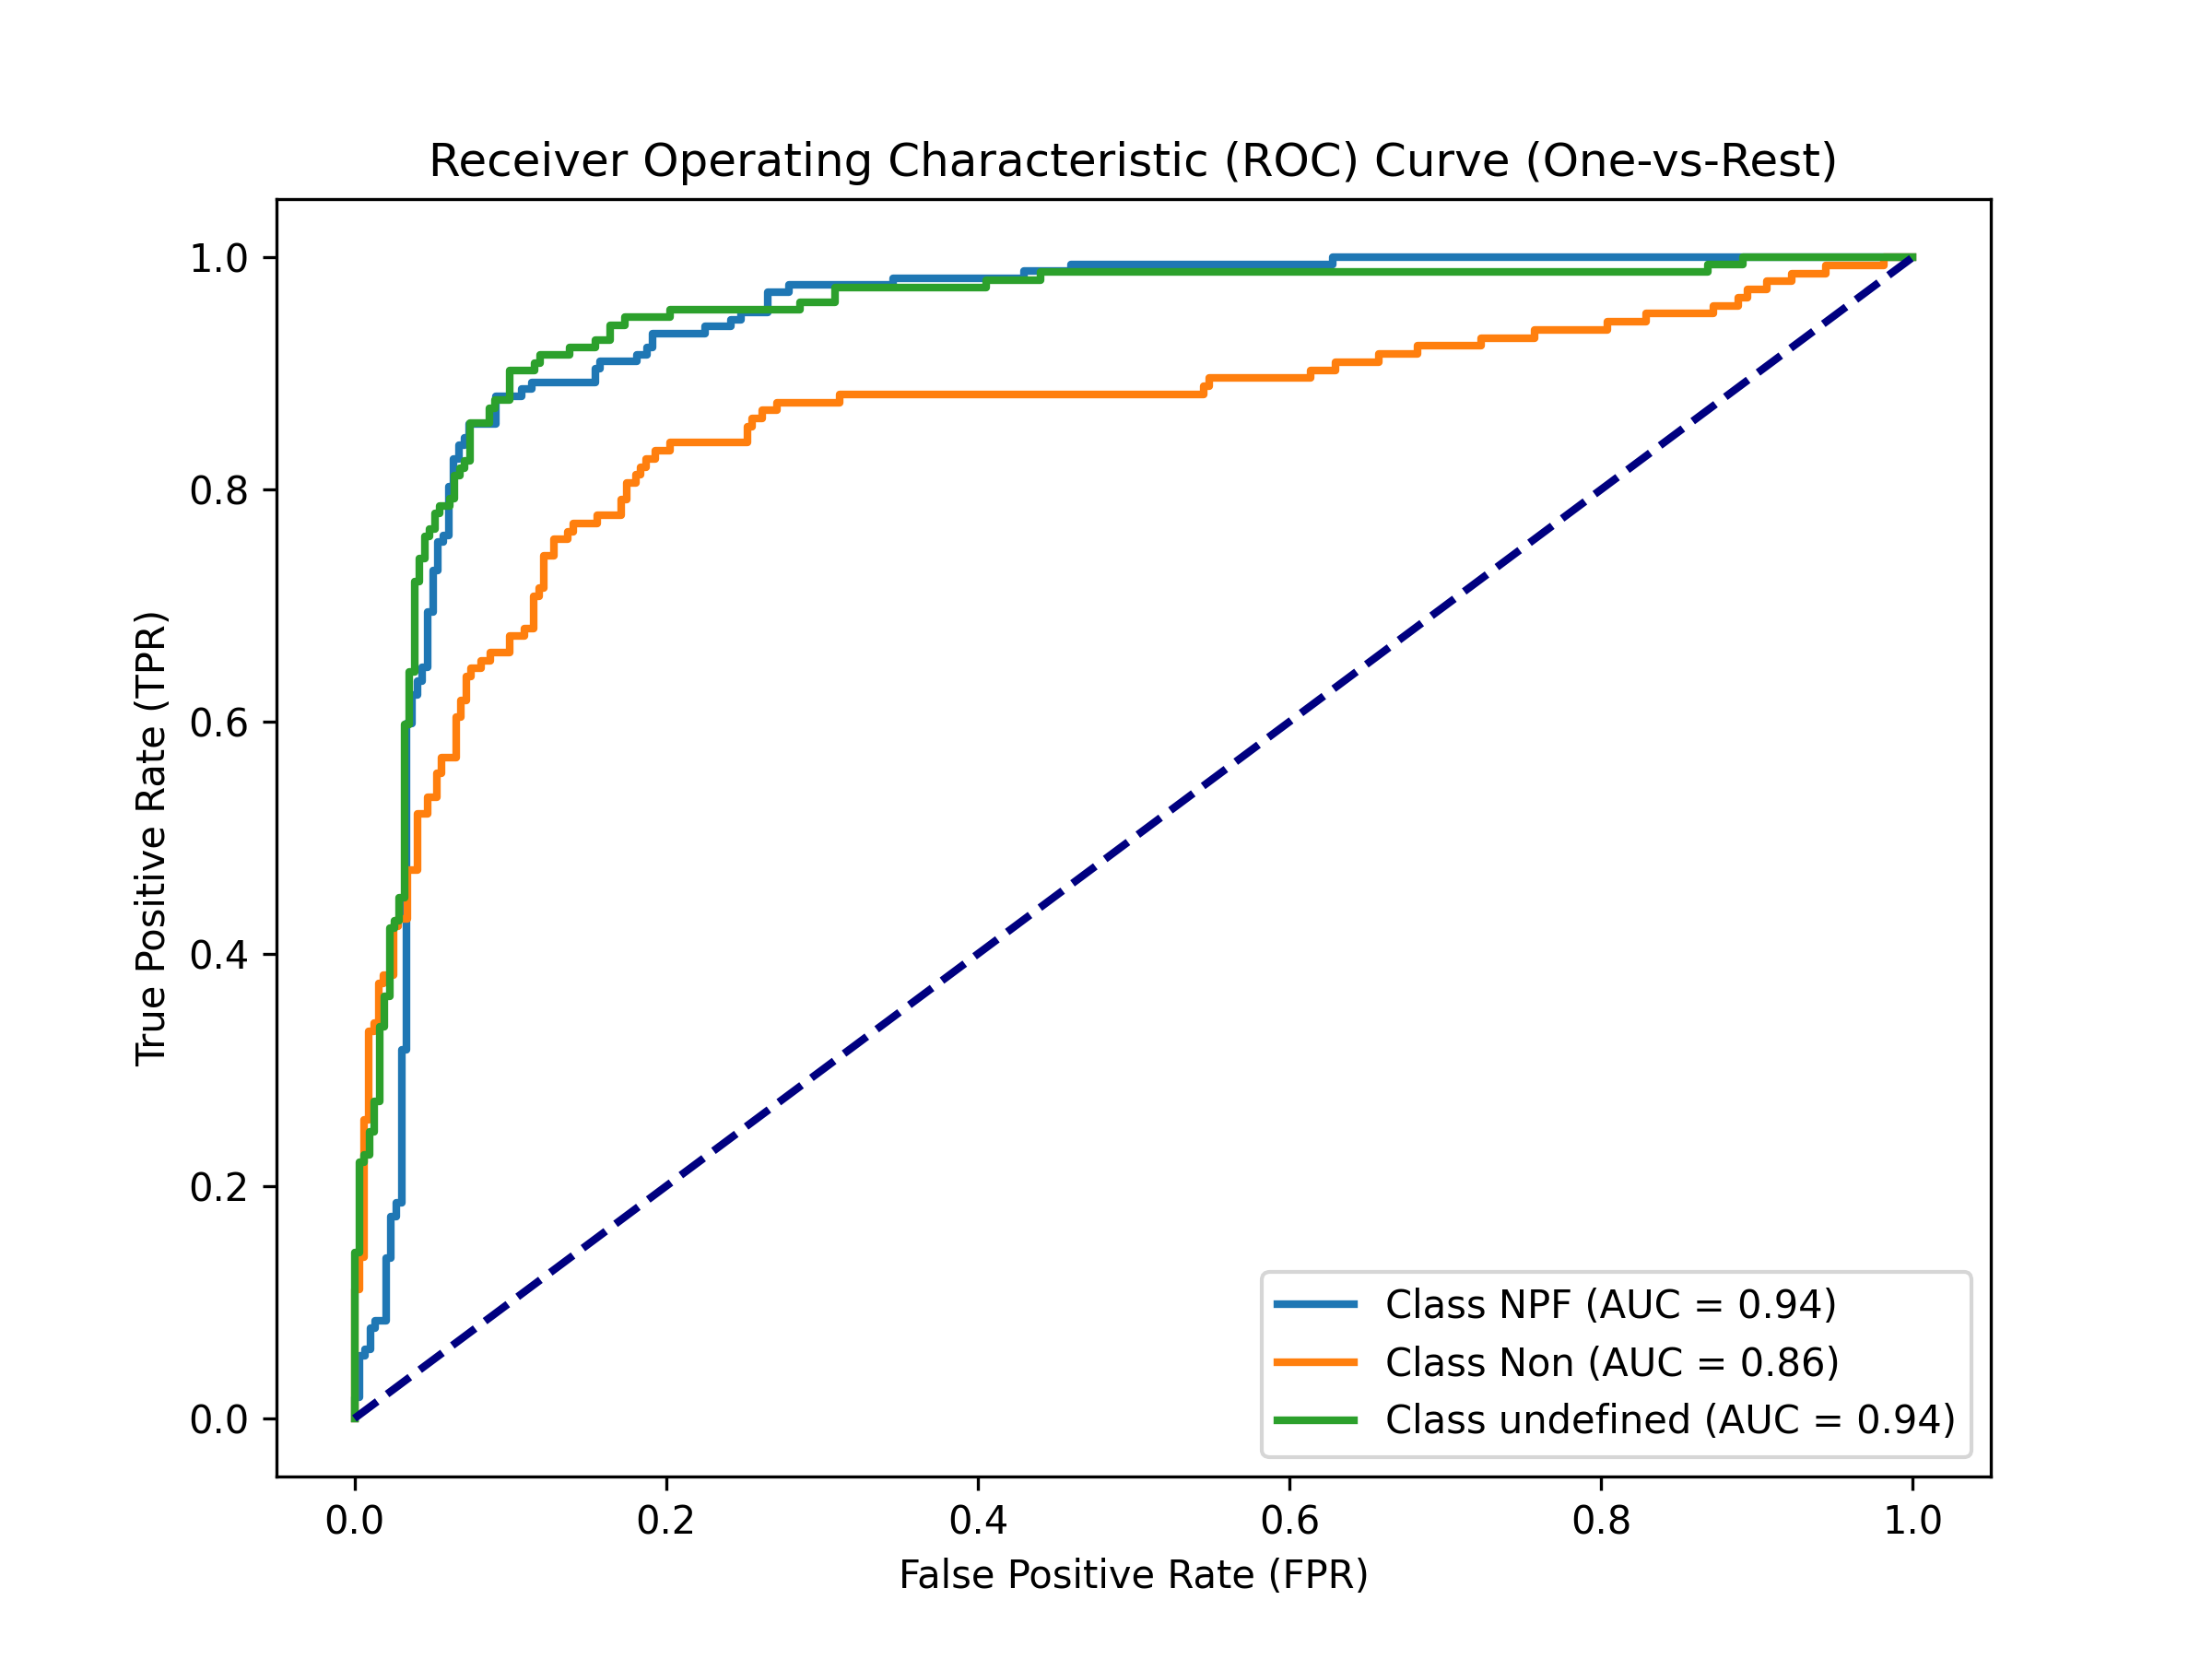 Receiver Operating Characteristic (ROC) Curve (One-vs-Rest)
1.0
0.8
0.6
0.4
0.2
0.0
True Positive Rate (TPR)
Class NPF (AUC = 0.94)
Class Non (AUC = 0.86)
Class undefined (AUC = 0.94)
0.0 0.2 0.4 0.6 0.8 1.0
False Positive Rate (FPR)